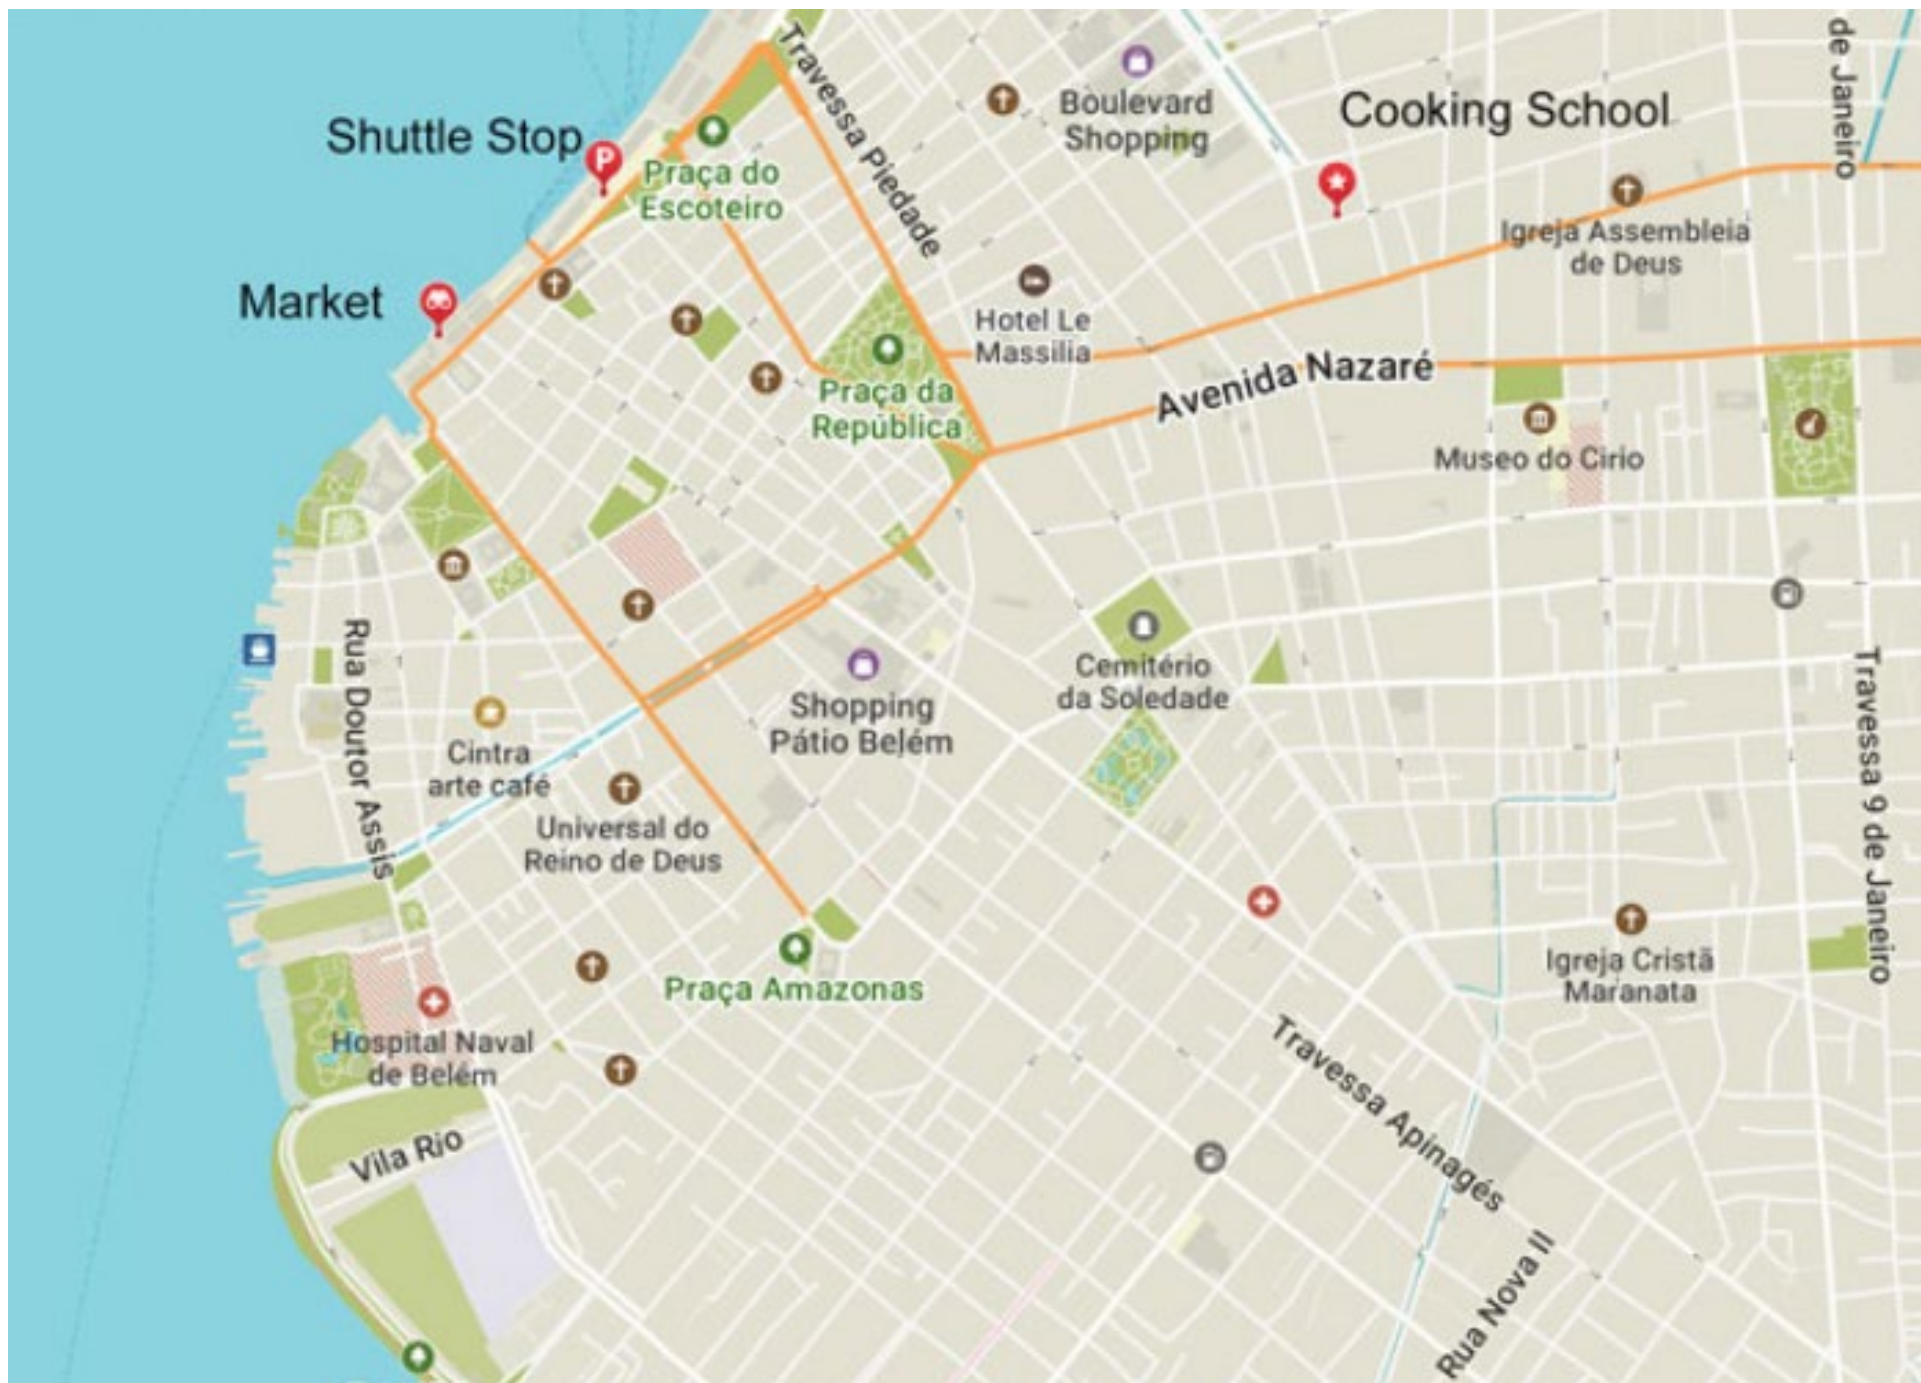 Travessa Piedade
de Janeiro
Boulevard
Shopping
Cooking School
Shuttle Stop
P
Praça do
Escoteiro
Igreja Assembleia
de Deus
Market
Hotel Le
Massilia
Praça da
República
Avenida Nazaré
Museo do Cirio
Rua Doutor Assis
Cemitério
da Soledade
Shopping
Pátio Belém
Travessa 9 de Janeiro
Cintra
arte café
Universal do
Reino de Deus
Praça Amazonas
Igreja Cristã
Maranata
Hospital Naval
de Belém
Travessa Apinagés
Vila Rio
Rua Nova II